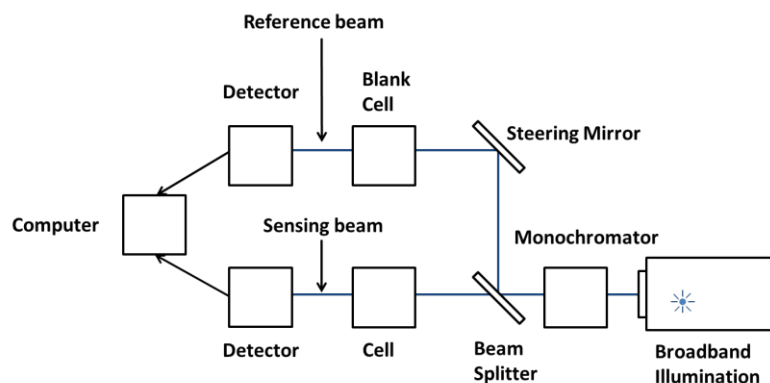 Reference beam
Detector
Blank
Cell
Steering Mirror
Computer
Sensing beam
Monochromator
Detector
Cell
Beam
Splitter
Broadband
Illumination